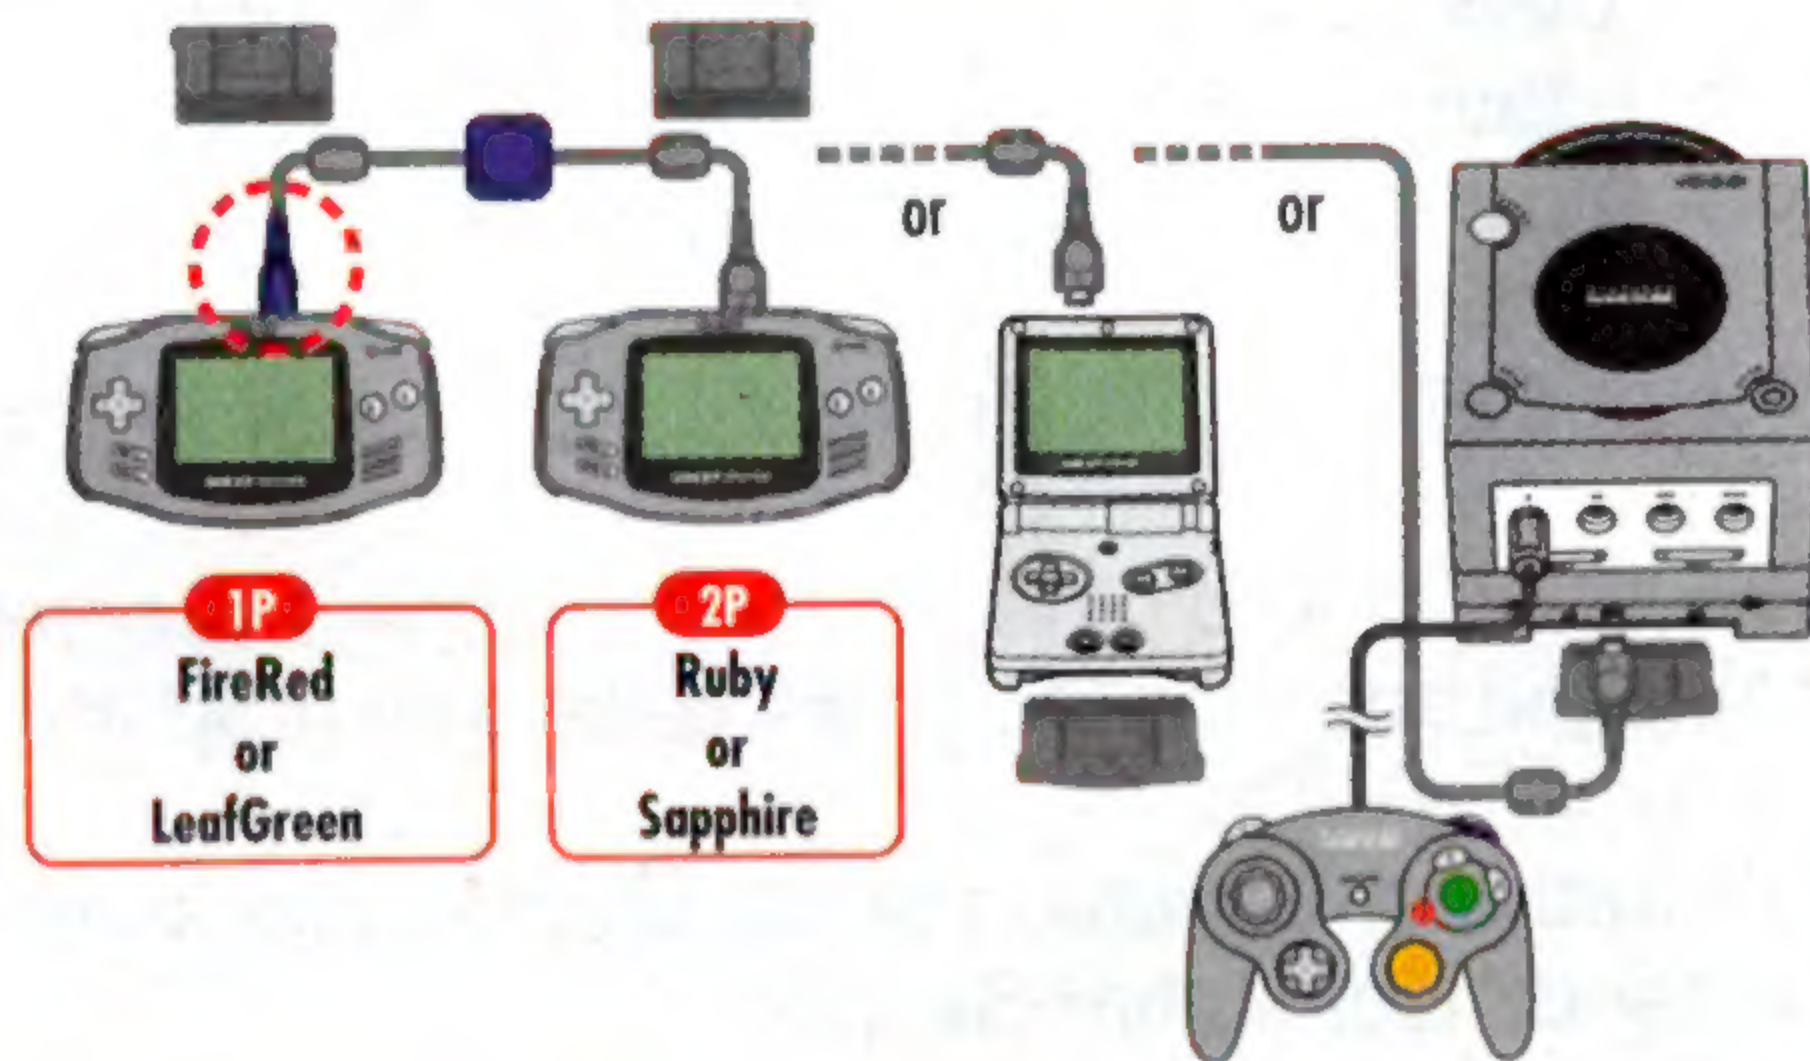 or
or
1P
FireRed
or
LeafGreen
2P
Ruby
or
Sapphire